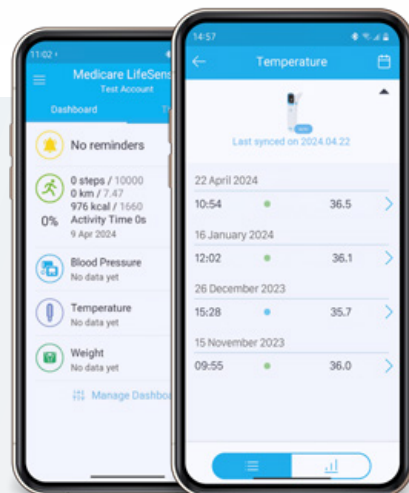 11:02
Medicare LifeSens
Test Account
Dashboard
No reminders
0 steps / 10000
0 km / 7.47
976 kcal / 1660
Activity Time 0s
9 Apr 2024
0%
Blood Pressure
No data yet
Temperature
No data yet
Weight
No data yet
Manage Dashboa
14:57
Temperature
Last synced on 2024.04.22
22 April 2024
10:54 36.5
16 January 2024
12:02 36.1
26 December 2023
15:28 35.7
15 November 2023
09:55 36.0